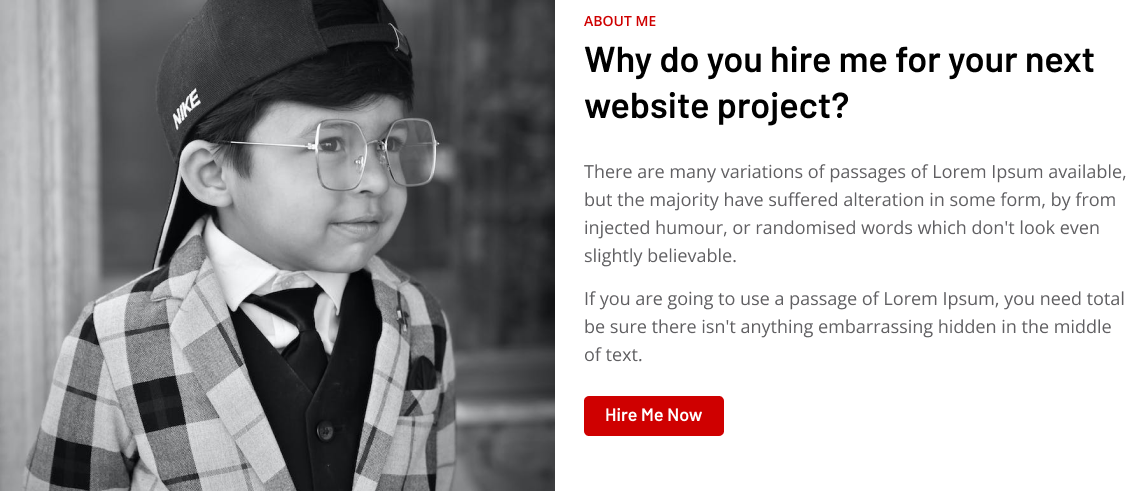 NIKE
ABOUT ME
Why do you hire me for your next
website project?
There are many variations of passages of Lorem Ipsum available,
but the majority have suffered alteration in some form, by from
injected humour, or randomised words which don't look even
slightly believable.
If you are going to use a passage of Lorem Ipsum, you need total
be sure there isn't anything embarrassing hidden in the middle
of text.
Hire Me Now